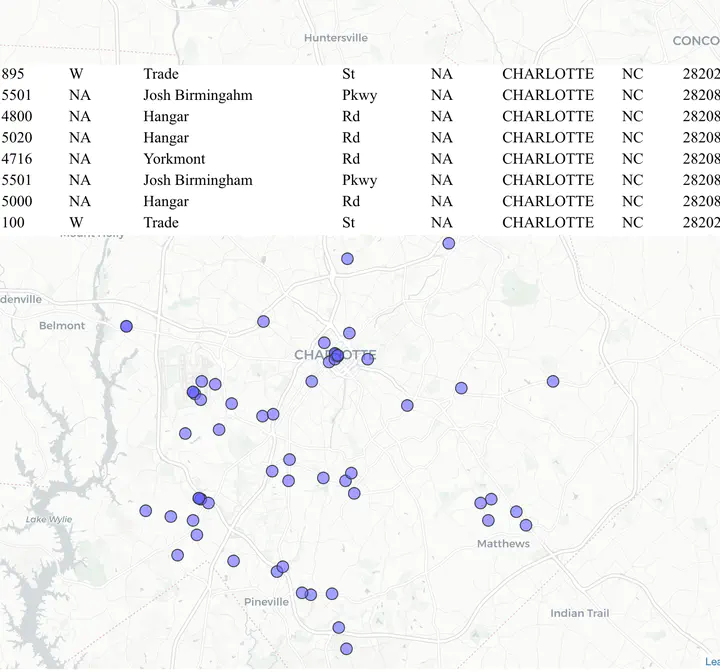 Huntersville
CONCO
895 W Trade St NA CHARLOTTE NC 28202
5501 NA Josh Birmingahm Pkwy NA CHARLOTTE NC 28208
4800 NA Hangar Rd NA CHARLOTTE NC 28208
5020 NA Hangar Rd NA CHARLOTTE NC 28208
4716 NA Yorkmont Rd NA CHARLOTTE NC 28208
5501 NA Josh Birmingham Pkwy NA CHARLOTTE NC 28208
5000 NA Hangar Rd NA CHARLOTTE NC 28208
100 W Trade St NA CHARLOTTE NC 28202
Mount Holly
denville
Belmont
CHARLOTTE
Lake Wylie
Matthews
Pineville
Indian Trail
Lea